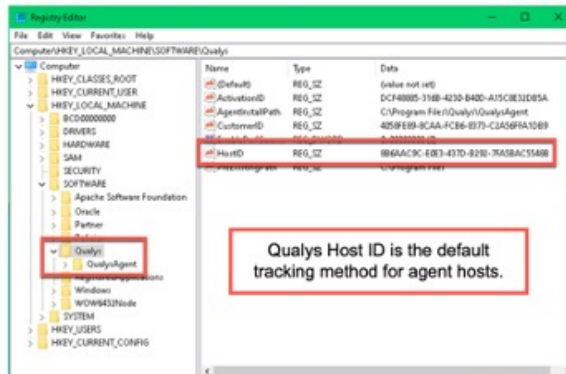 Registry Editor
File Edit View Favorites Help
Computer\HKEY_LOCAL_MACHINE\SOFTWARE\Qualys
Computer
HKEY_CLASSES_ROOT
HKEY_CURRENT_USER
HKEY_LOCAL_MACHINE
BCD00000000
DRIVERS
HARDWARE
SAM
SECURITY
SOFTWARE
Apache Software Foundation
Oracle
Partner
Qualys
QualysAgent
RegisteredApplications
Windows
WOW6432Node
SYSTEM
HKEY_USERS
HKEY_CURRENT_CONFIG
Name Type Data
(Default) REG_SZ (value not set)
ActivationID REG_SZ
AgentInstallPath REG_SZ C:\Program Files\Qualys\QualysAgent
CustomerID REG_SZ
HostID REG_SZ
REG_SZ C:\Program Files\
Qualys Host ID is the default
tracking method for agent hosts.